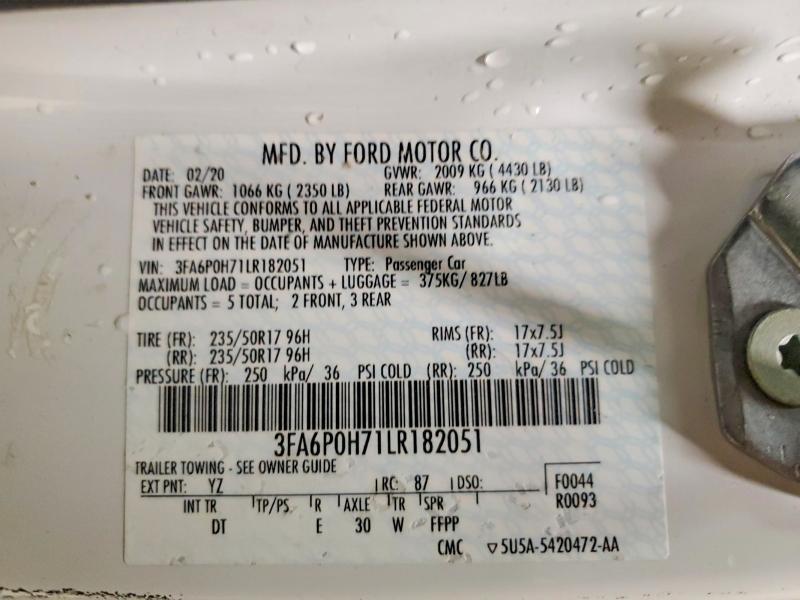 MFD. BY FORD MOTOR CO.
DATE: 02/20 GVWR: 2009 KG ( 4430 LB)
FRONT GAWR: 1066 KG ( 2350 LB) REAR GAWR: 966 KG ( 2130 LB)
THIS VEHICLE CONFORMS TO ALL APPLICABLE FEDERAL MOTOR
VEHICLE SAFETY, BUMPER, AND THEFT PREVENTION STANDARDS
IN EFFECT ON THE DATE OF MANUFACTURE SHOWN ABOVE.
VIN: 3FA6P0H71LR182051 TYPE: Passenger Car
MAXIMUM LOAD = OCCUPANTS + LUGGAGE = 375KG/ 827LB
OCCUPANTS = 5 TOTAL; 2 FRONT, 3 REAR
TIRE (FR): 235/50R17 96H RIMS (FR): 17x7.5J
(RR): 235/50R17 96H (RR): 17x7.5J
PRESSURE (FR): 250 kPa/ 36 PSI COLD (RR): 250 kPa/ 36 PSI COLD
3FA6P0H71LR182051
TRAILER TOWING - SEE OWNER GUIDE
EXT PNT: YZ RC: 87 DSO: F0044
INT TR TP/PS R AXLE TR SPR R0093
DT E 30 W FFPP
CMC ▽5U5A-5420472-AA